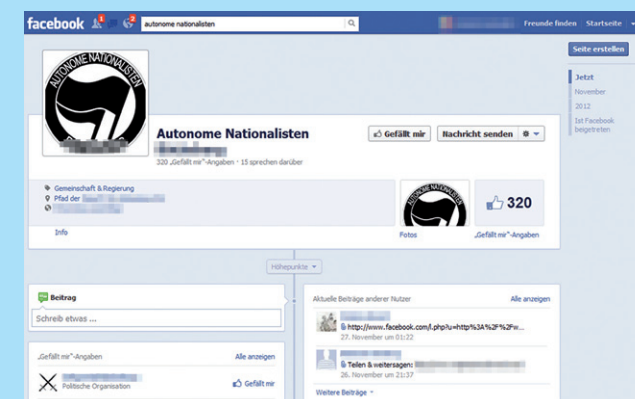 facebook 1 2 autonome nationalisten Freunde finden Startseite
Seite erstellen
AUTONOME NATIONALISTEN
Jetzt
November
2012
Ist Facebook
beigetreten
Autonome Nationalisten
Gefällt mir Nachricht senden
320 „Gefällt mir“-Angaben · 15 sprechen darüber
Gemeinschaft & Regierung
Pfad der
Info
AUTONOME NATIONALISTEN
320
Fotos „Gefällt mir“-Angaben
Höhepunkte
Beitrag
Schreib etwas ...
„Gefällt mir“-Angaben Alle anzeigen
Politische Organisation
Gefällt mir
Aktuelle Beiträge anderer Nutzer Alle anzeigen
http://www.facebook.com/l.php?u=http%3A%2F%2Fw...
27. November um 01:22
Teilen & weitersagen:
26. November um 21:37
Weitere Beiträge